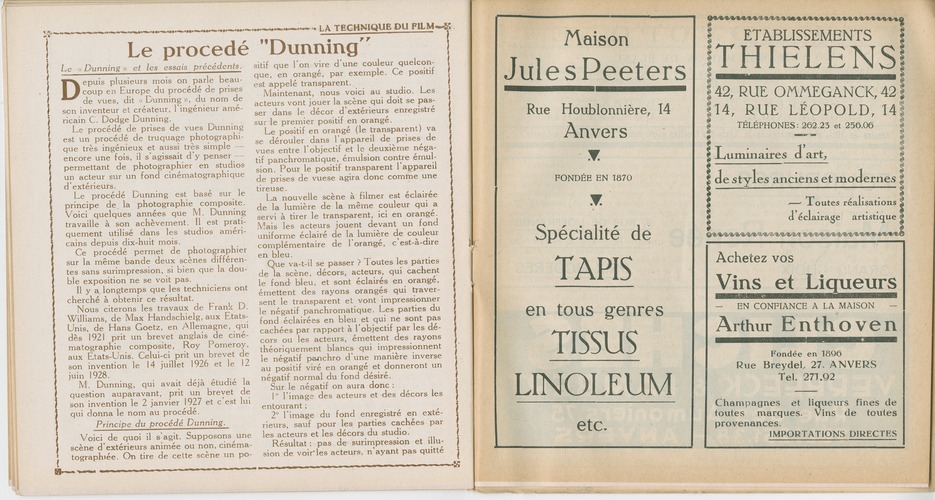 LA TECHNIQUE DU FILM
Le procedé "Dunning"
Le « Dunning » et les essais précédents.
Depuis plusieurs mois on parle beau-
coup en Europe du procédé de prises
de vues, dit « Dunning », du nom de
son inventeur et créateur, l'ingénieur amé-
ricain C. Dodge Dunning.
Le procédé de prises de vues Dunning
est un procédé de truquage photographi-
que très ingénieux et aussi très simple —
encore une fois, il s'agissait d'y penser —
permettant de photographier en studios
un acteur sur un fond cinématographique
d'extérieurs.
Le procédé Dunning est basé sur le
principe de la photographie composite.
Voici quelques années que M. Dunning
travaille à son achèvement. Il est prati-
quement utilisé dans les studios améri-
cains depuis dix-huit mois.
Ce procédé permet de photographier
sur la même bande deux scènes différen-
tes sans surimpression, si bien que la dou-
ble exposition ne se voit pas.
Il y a longtemps que les techniciens ont
cherché à obtenir ce résultat.
Nous citerons les travaux de Frank D.
Williams, de Max Handschielg, aux Etats-
Unis, de Hans Goetz, en Allemagne, qui
dès 1921 prit un brevet anglais de ciné-
matographie composite, Roy Pomeroy,
aux Etats-Unis. Celui-ci prit un brevet de
son invention le 14 juillet 1926 et le 12
juin 1928.
M. Dunning, qui avait déjà étudié la
question auparavant, prit un brevet de
son invention le 2 janvier 1927 et c'est lui
qui donna le nom au procédé.
Principe du procédé Dunning.
Voici de quoi il s'agit. Supposons une
scène d'extérieurs animée ou non, cinéma-
tographiée. On tire de cette scène un po-
sitif que l'on vire d'une couleur quelcon-
que, en orangé, par exemple. Ce positif
est appelé transparent.
Maintenant, nous voici au studio. Les
acteurs vont jouer la scène qui doit se pas-
ser dans le décor d'extérieurs enregistré
sur le premier positif en orangé.
Le positif en orangé (le transparent) va
se dérouler dans l'appareil de prises de
vues entre l'objectif et le deuxième néga-
tif panchromatique, émulsion contre émul-
sion. Pour le positif transparent l'appareil
de prises de vuese agira donc comme une
tireuse.
La nouvelle scène à filmer est éclairée
de la lumière de la même couleur qui a
servi à tirer le transparent, ici en orangé.
Mais les acteurs jouent devant un fond
uniforme éclairé de la lumière de couleur
complémentaire de l'orangé, c'est-à-dire
en bleu.
Que va-t-il se passer ? Toutes les parties
de la scène, décors, acteurs, qui cachent
le fond bleu, et sont éclairés en orangé,
émettent des rayons orangés qui traver-
sent le transparent et vont impressionner
le négatif panchromatique. Les parties du
fond éclairées en bleu et qui ne sont pas
cachées par rapport à l'objectif par les dé-
cors ou les acteurs, émettent des rayons
théoriquement blancs qui impressionnent
le négatif panchro d'une manière inverse
au positif viré en orangé et donneront un
négatif normal du fond désiré.
Sur le négatif on aura donc :
1° l'image des acteurs et des décors les
entourant ;
2° l'image du fond enregistré en exté-
rieurs, sauf pour les parties cachées par
les acteurs et les décors du studio.
Résultat : pas de surimpression et illu-
sion de voir les acteurs, n'ayant pas quitté
Maison
Jules Peeters
Rue Houblonnière, 14
Anvers
FONDÉE EN 1870
Spécialité de
TAPIS
en tous genres
TISSUS
LINOLEUM
etc.
ETABLISSEMENTS
THIELENS
42, RUE OMMEGANCK, 42
14, RUE LÉOPOLD, 14
TÉLÉPHONES: 262.23 et 256.06
Luminaires d'art,
de styles anciens et modernes
— Toutes réalisations
d'éclairage artistique
Achetez vos
Vins et Liqueurs
— EN CONFIANCE A LA MAISON —
Arthur Enthoven
Fondée en 1896
Rue Breydel, 27, ANVERS
Tel. 271.92
Champagnes et liqueurs fines de
toutes marques. Vins de toutes
provenances.
IMPORTATIONS DIRECTES